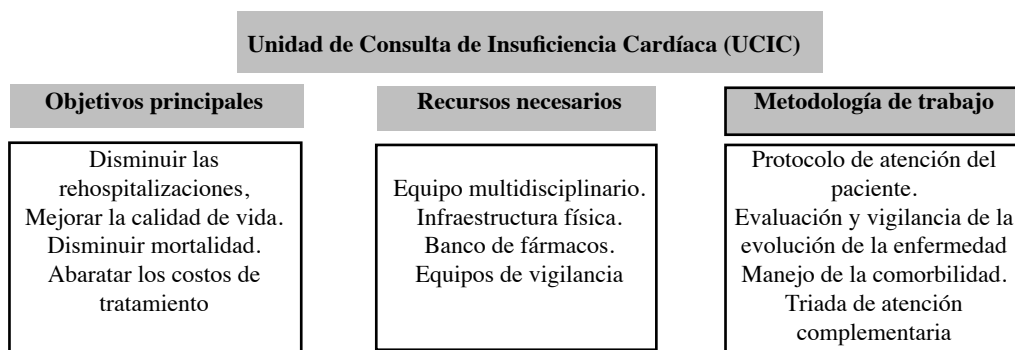 Unidad de Consulta de Insuficiencia Cardíaca (UCIC)
Objetivos principales
Disminuir las
rehospitalizaciones,
Mejorar la calidad de vida.
Disminuir mortalidad.
Abaratar los costos de
tratamiento
Recursos necesarios
Equipo multidisciplinario.
Infraestructura física.
Banco de fármacos.
Equipos de vigilancia
Metodología de trabajo
Protocolo de atención del
paciente.
Evaluación y vigilancia de la
evolución de la enfermedad
Manejo de la comorbilidad.
Triada de atención
complementaria